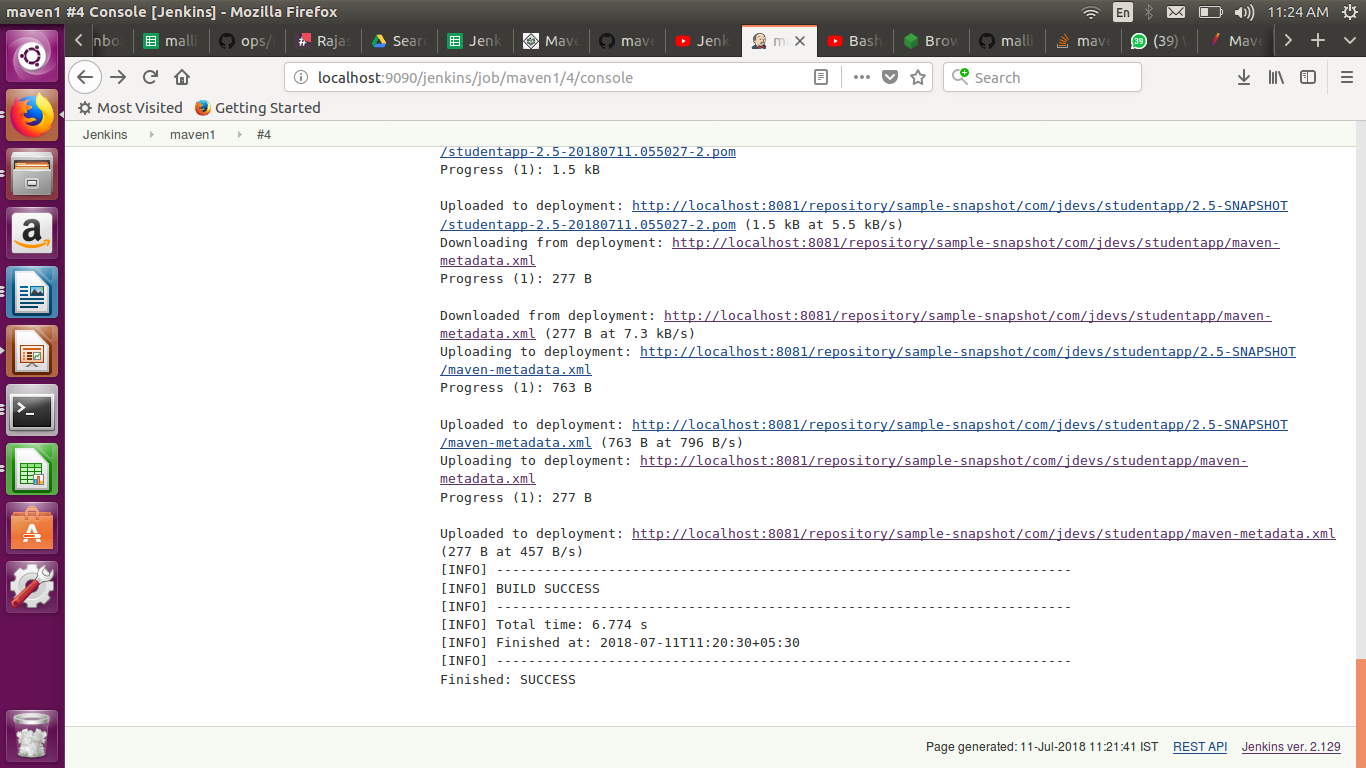 maven1 #4 Console [Jenkins] - Mozilla Firefox
En
11:24 AM
nbo
malli
ops/
Rajas
Sear
Jenk
Mave
mave
Jenk
m
Bash
Brow
malli
mave
39
(39)
Mave
localhost:9090/jenkins/job/maven1/4/console
Search
Most Visited
Getting Started
Jenkins
maven1
#4
/studentapp-2.5-20180711.055027-2.pom
Progress (1): 1.5 kB
Uploaded to deployment: http://localhost:8081/repository/sample-snapshot/com/jdevs/studentapp/2.5-SNAPSHOT
/studentapp-2.5-20180711.055027-2.pom (1.5 kB at 5.5 kB/s)
Downloading from deployment: http://localhost:8081/repository/sample-snapshot/com/jdevs/studentapp/maven-
metadata.xml
Progress (1): 277 B
Downloaded from deployment: http://localhost:8081/repository/sample-snapshot/com/jdevs/studentapp/maven-
metadata.xml (277 B at 7.3 kB/s)
Uploading to deployment: http://localhost:8081/repository/sample-snapshot/com/jdevs/studentapp/2.5-SNAPSHOT
/maven-metadata.xml
Progress (1): 763 B
Uploaded to deployment: http://localhost:8081/repository/sample-snapshot/com/jdevs/studentapp/2.5-SNAPSHOT
/maven-metadata.xml (763 B at 796 B/s)
Uploading to deployment: http://localhost:8081/repository/sample-snapshot/com/jdevs/studentapp/maven-
metadata.xml
Progress (1): 277 B
Uploaded to deployment: http://localhost:8081/repository/sample-snapshot/com/jdevs/studentapp/maven-metadata.xml
(277 B at 457 B/s)
[INFO] ------------------------------------------------------------------------
[INFO] BUILD SUCCESS
[INFO] ------------------------------------------------------------------------
[INFO] Total time: 6.774 s
[INFO] Finished at: 2018-07-11T11:20:30+05:30
[INFO] ------------------------------------------------------------------------
Finished: SUCCESS
Page generated: 11-Jul-2018 11:21:41 IST
REST API
Jenkins ver. 2.129